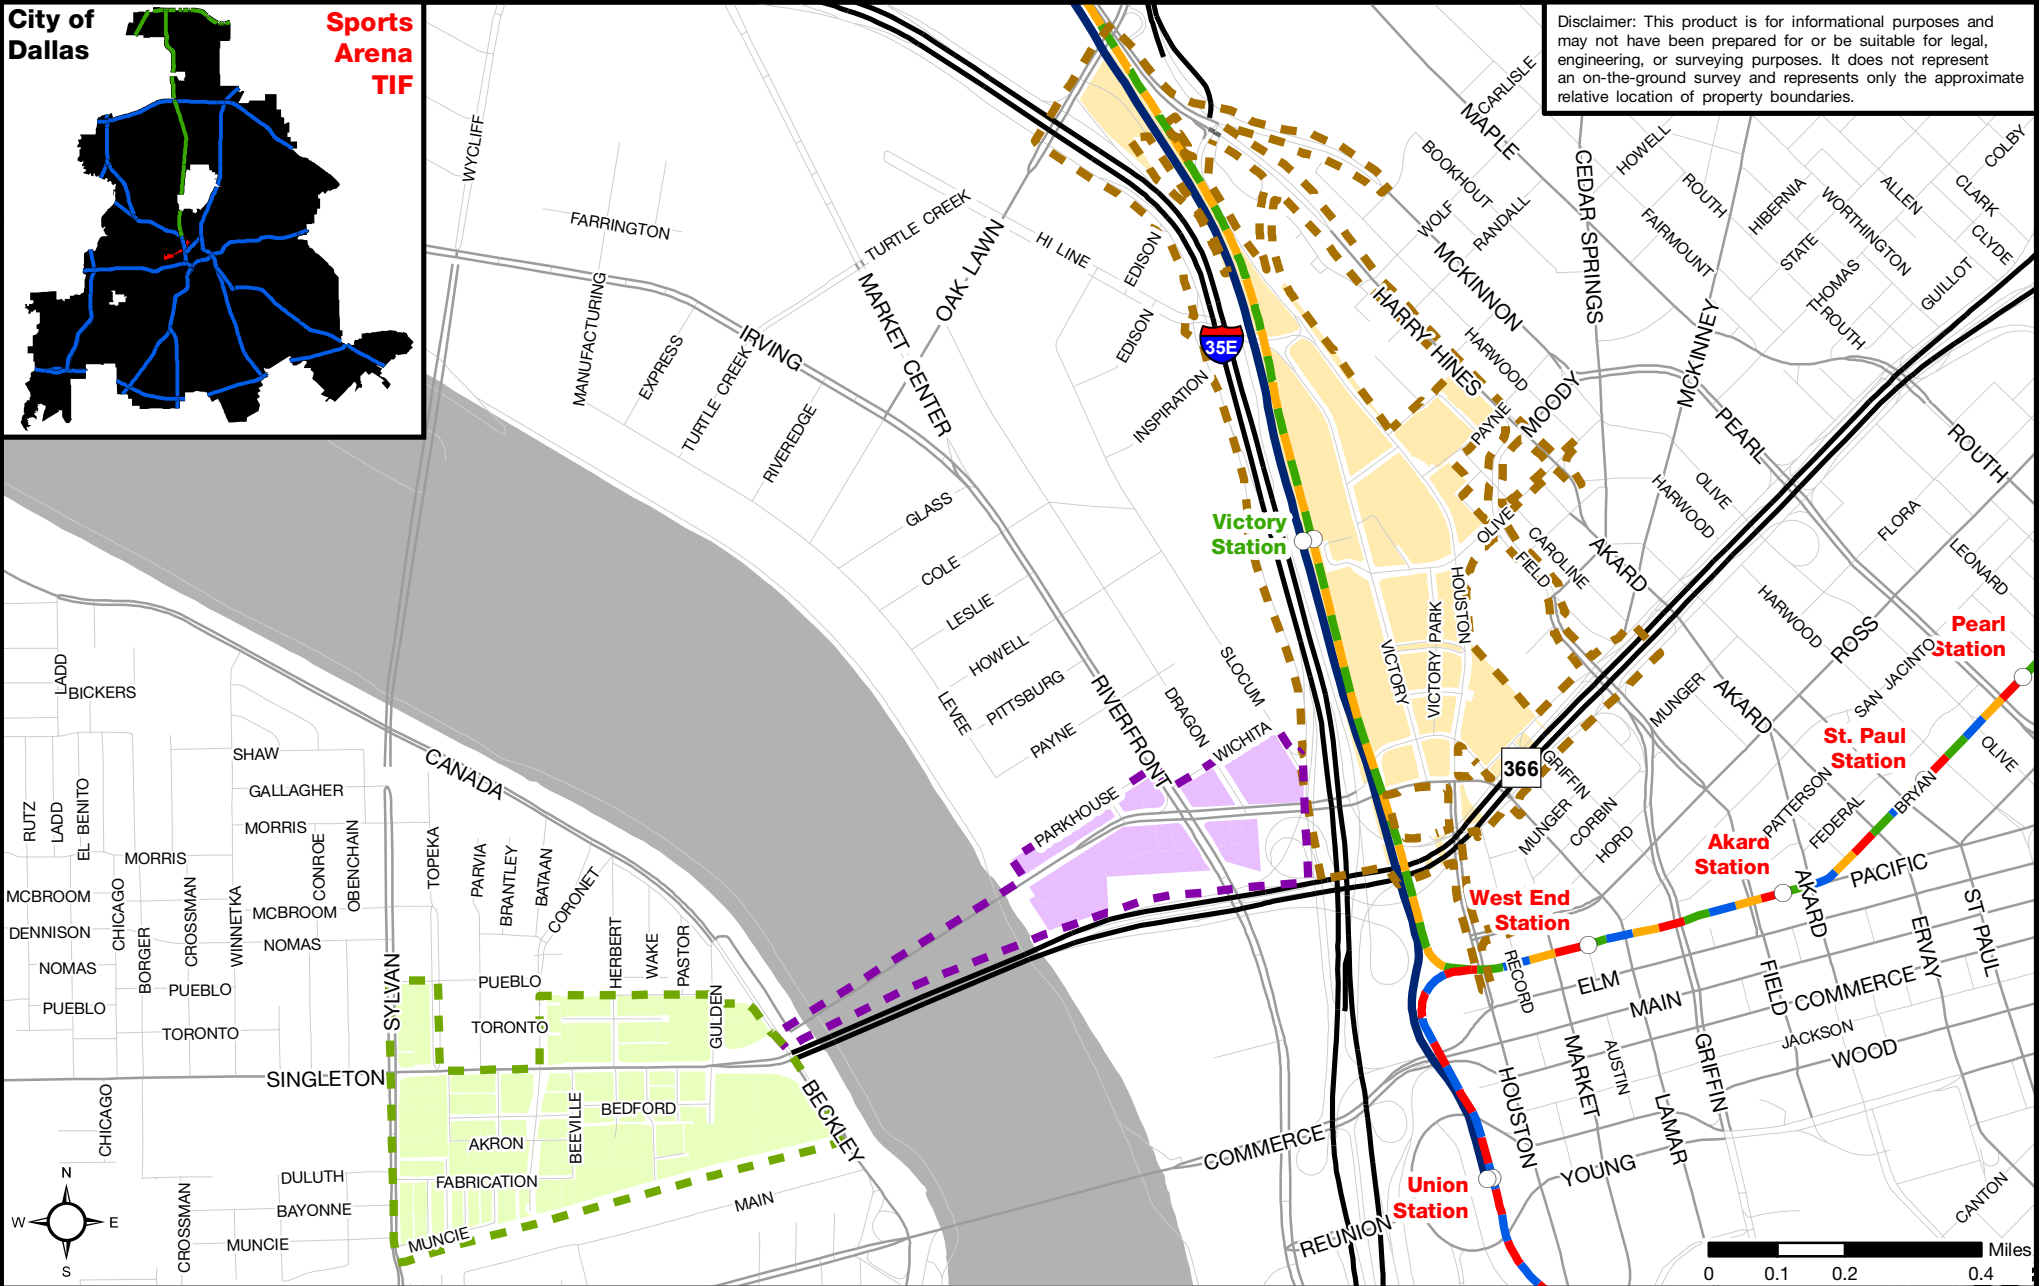 City of
Dallas
Sports
Arena
TIF
Disclaimer: This product is for informational purposes and
may not have been prepared for or be suitable for legal,
engineering, or surveying purposes. It does not represent
an on-the-ground survey and represents only the approximate
relative location of property boundaries.
WYCLIFF
FARRINGTON
TURTLE CREEK
OAK LAWN
HI LINE
EDISON
EDISON
MANUFACTURING
EXPRESS
TURTLE CREEK
IRVING
RIVEREDGE
MARKET CENTER
INSPIRATION
35E
MAPLE
CARLISLE
BOOKHOUT
WOLF
RANDALL
MCKINNON
HARRY HINES
HARWOOD
MOODY
PAYNE
CEDAR SPRINGS
HOWELL
ROUTH
FAIRMOUNT
HIBERNIA
STATE
THOMAS
ROUTH
WORTHINGTON
ALLEN
CLARK
CLYDE
GUILLOT
COLBY
MCKINNEY
PEARL
ROUTH
OLIVE
HARWOOD
FLORA
LEONARD
GLASS
COLE
LESLIE
HOWELL
PITTSBURG
PAYNE
LEVEE
RIVERFRONT
DRAGON
SLOCUM
WICHITA
PARKHOUSE
Victory
Station
OLIVE
CAROLINE
FIELD
AKARD
HOUSTON
VICTORY PARK
VICTORY
HARWOOD
ROSS
SAN JACINTO
Pearl
Station
MUNGER
AKARD
St. Paul
Station
OLIVE
366
GRIFFIN
MUNGER
CORBIN
HORD
PATTERSON
FEDERAL
BRYAN
Akard
Station
PACIFIC
West End
Station
RECORD
ELM
MAIN
COMMERCE
JACKSON
WOOD
AKARD
FIELD
ERVAY
ST PAUL
HOUSTON
MARKET
AUSTIN
LAMAR
GRIFFIN
YOUNG
CANTON
Union
Station
REUNION
COMMERCE
LADD
BICKERS
SHAW
GALLAGHER
MORRIS
CANADA
RUTZ
LADD
EL BENITO
MORRIS
CONROE
OBENCHAIN
TOPEKA
PARVIA
BRANTLEY
BATAAN
CORONET
MCBROOM
CHICAGO
CROSSMAN
WINNETKA
MCBROOM
DENNISON
BORGER
NOMAS
NOMAS
HERBERT
WAKE
PASTOR
PUEBLO
PUEBLO
PUEBLO
TORONTO
TORONTO
SYLVAN
GULDEN
SINGLETON
BECKLEY
CHICAGO
BEDFORD
BEEVILLE
AKRON
FABRICATION
DULUTH
BAYONNE
MUNCIE
MUNCIE
MAIN
CROSSMAN
N
W
E
S
Miles
0
0.1
0.2
0.4